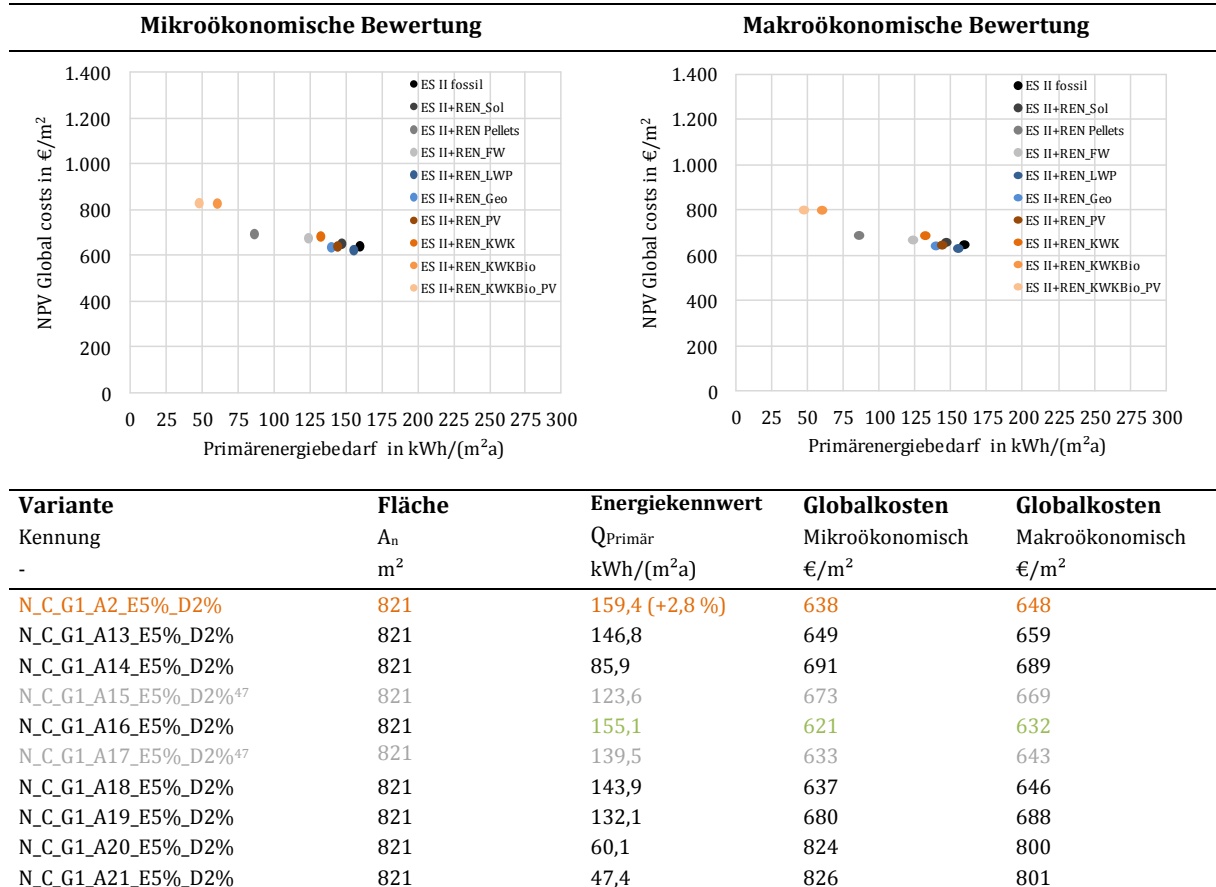 Mikroökonomische Bewertung
Makroökonomische Bewertung
NPV Global costs in €/m²
1.400
1.200
1.000
800
600
400
200
0
0 25 50 75 100 125 150 175 200 225 250 275 300
Primärenergiebedarf in kWh/(m²a)
ES II fossil
ES II+REN_Sol
ES II+REN Pellets
ES II+REN_FW
ES II+REN_LWP
ES II+REN_Geo
ES II+REN_PV
ES II+REN_KWK
ES II+REN_KWKBio
ES II+REN_KWKBio_PV
NPV Global costs in €/m²
1.400
1.200
1.000
800
600
400
200
0
0 25 50 75 100 125 150 175 200 225 250 275 300
Primärenergiebedarf in kWh/(m²a)
ES II fossil
ES II+REN_Sol
ES II+REN Pellets
ES II+REN_FW
ES II+REN_LWP
ES II+REN_Geo
ES II+REN_PV
ES II+REN_KWK
ES II+REN_KWKBio
ES II+REN_KWKBio_PV
Variante Fläche Energiekennwert Globalkosten Globalkosten
Kennung Aₙ Q_Primär Mikroökonomisch Makroökonomisch
- m² kWh/(m²a) €/m² €/m²
N_C_G1_A2_E5%_D2% 821 159,4 (+2,8 %) 638 648
N_C_G1_A13_E5%_D2% 821 146,8 649 659
N_C_G1_A14_E5%_D2% 821 85,9 691 689
N_C_G1_A15_E5%_D2%⁴⁷ 821 123,6 673 669
N_C_G1_A16_E5%_D2% 821 155,1 621 632
N_C_G1_A17_E5%_D2%⁴⁷ 821 139,5 633 643
N_C_G1_A18_E5%_D2% 821 143,9 637 646
N_C_G1_A19_E5%_D2% 821 132,1 680 688
N_C_G1_A20_E5%_D2% 821 60,1 824 800
N_C_G1_A21_E5%_D2% 821 47,4 826 801